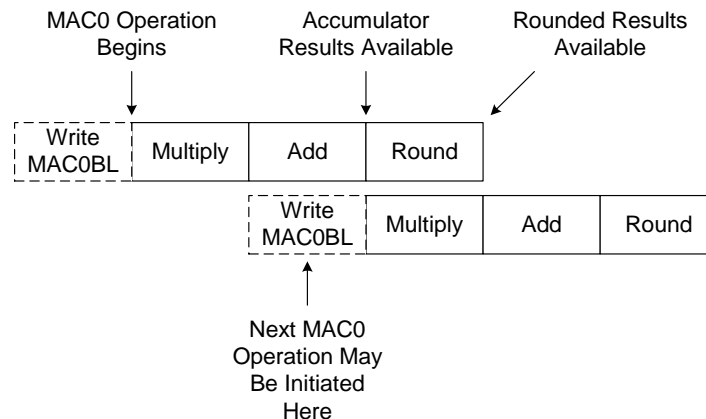 MAC0 Operation
Begins
Accumulator
Results Available
Rounded Results
Available
Write
MAC0BL
Multiply
Add
Round
Write
MAC0BL
Multiply
Add
Round
Next MAC0
Operation May
Be Initiated
Here